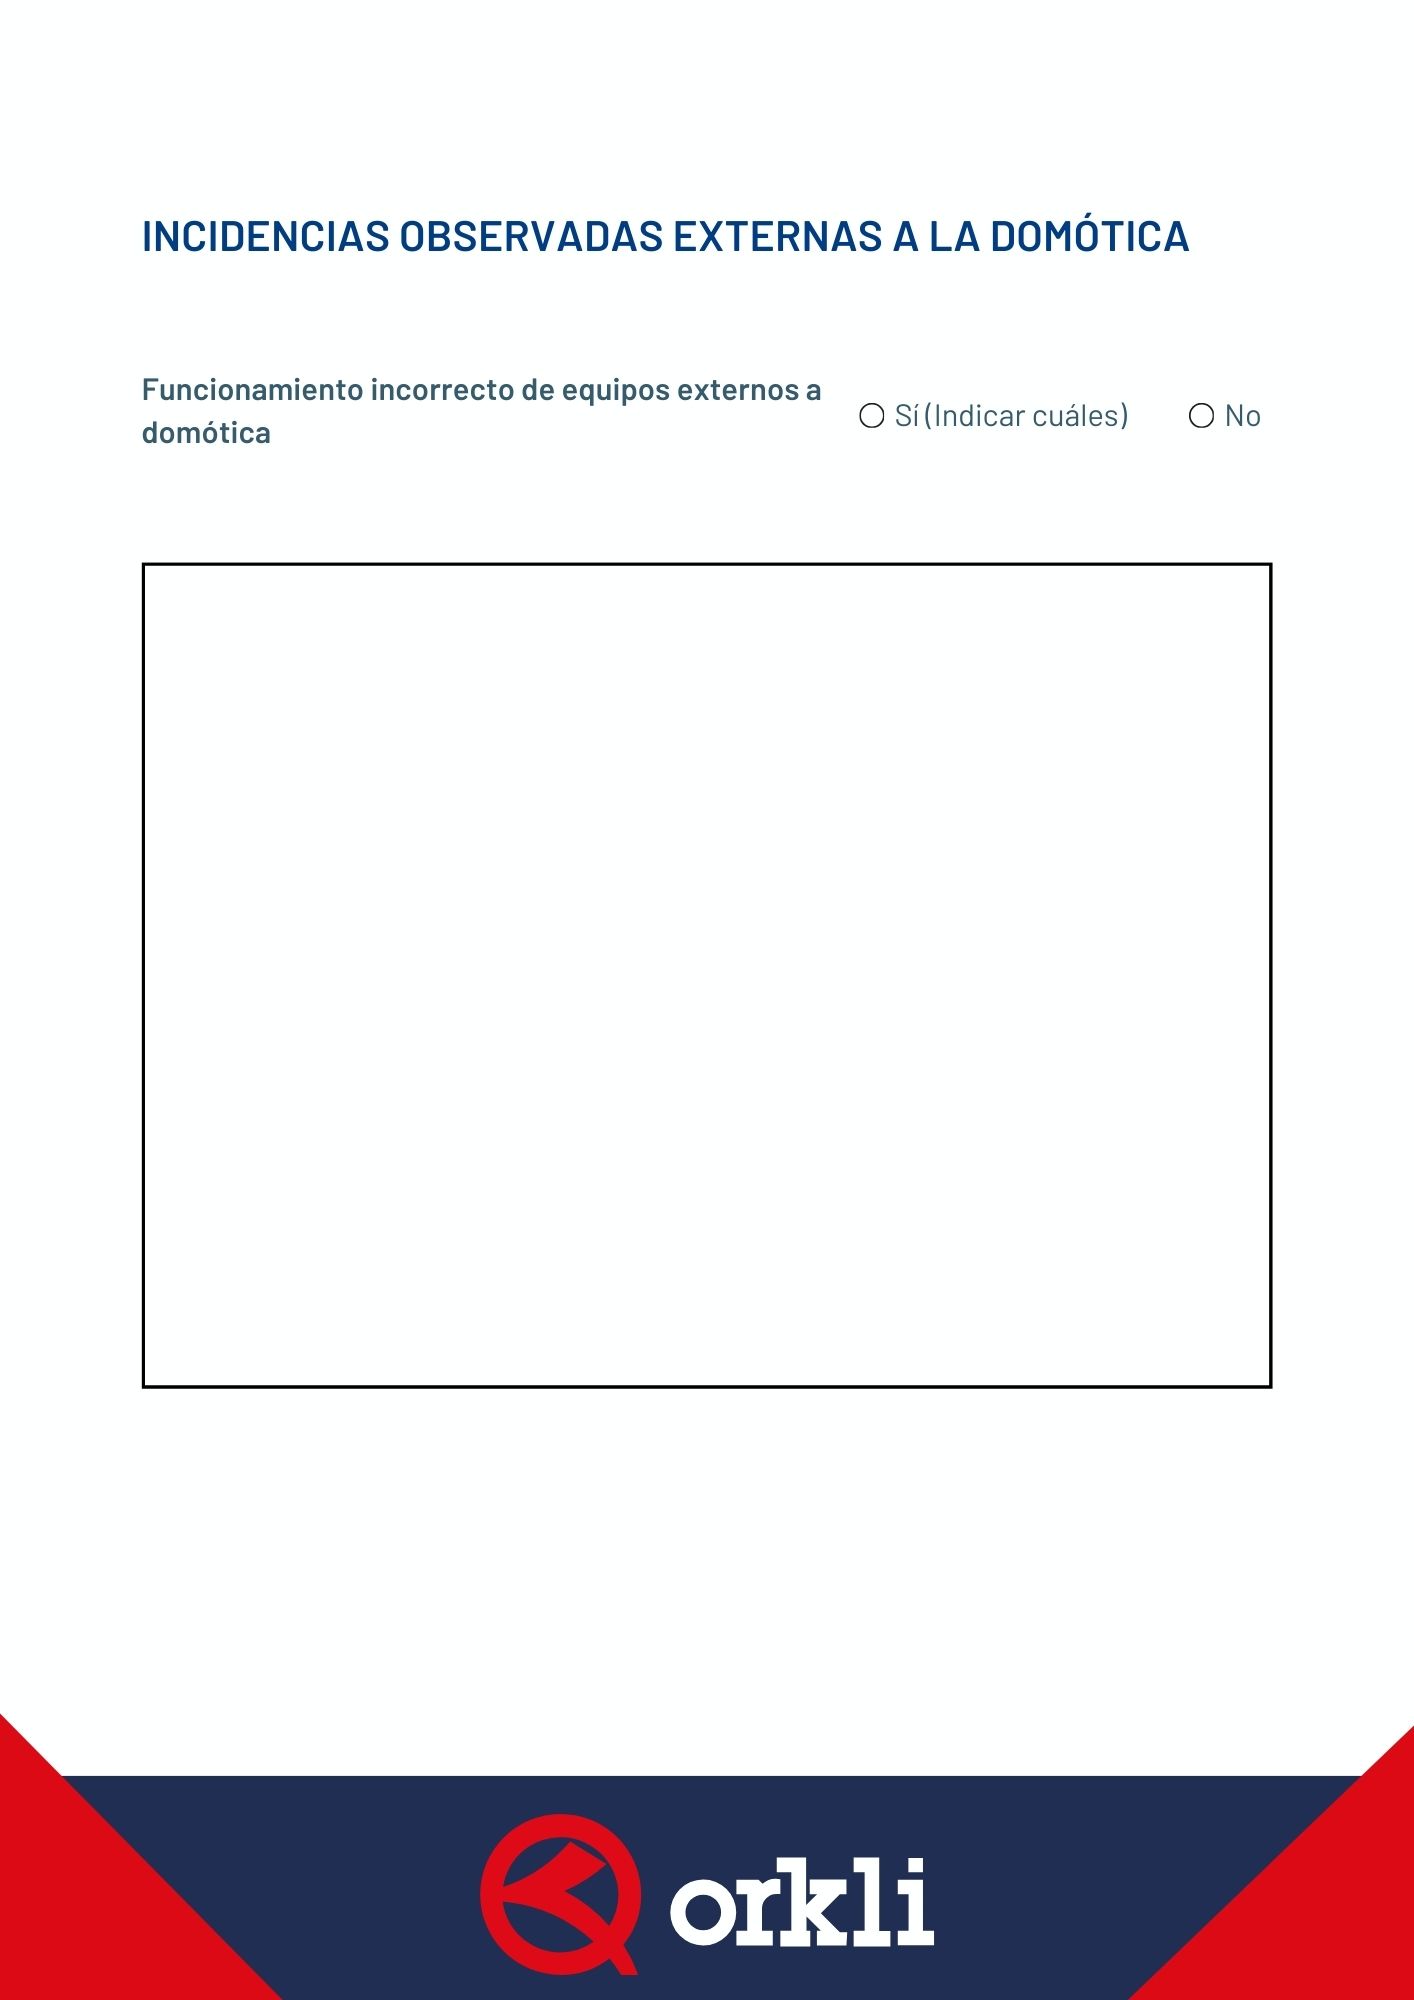 INCIDENCIAS OBSERVADAS EXTERNAS A LA DOMÓTICA
Funcionamiento incorrecto de equipos externos a
domótica
Sí (Indicar cuáles)
No
orkli